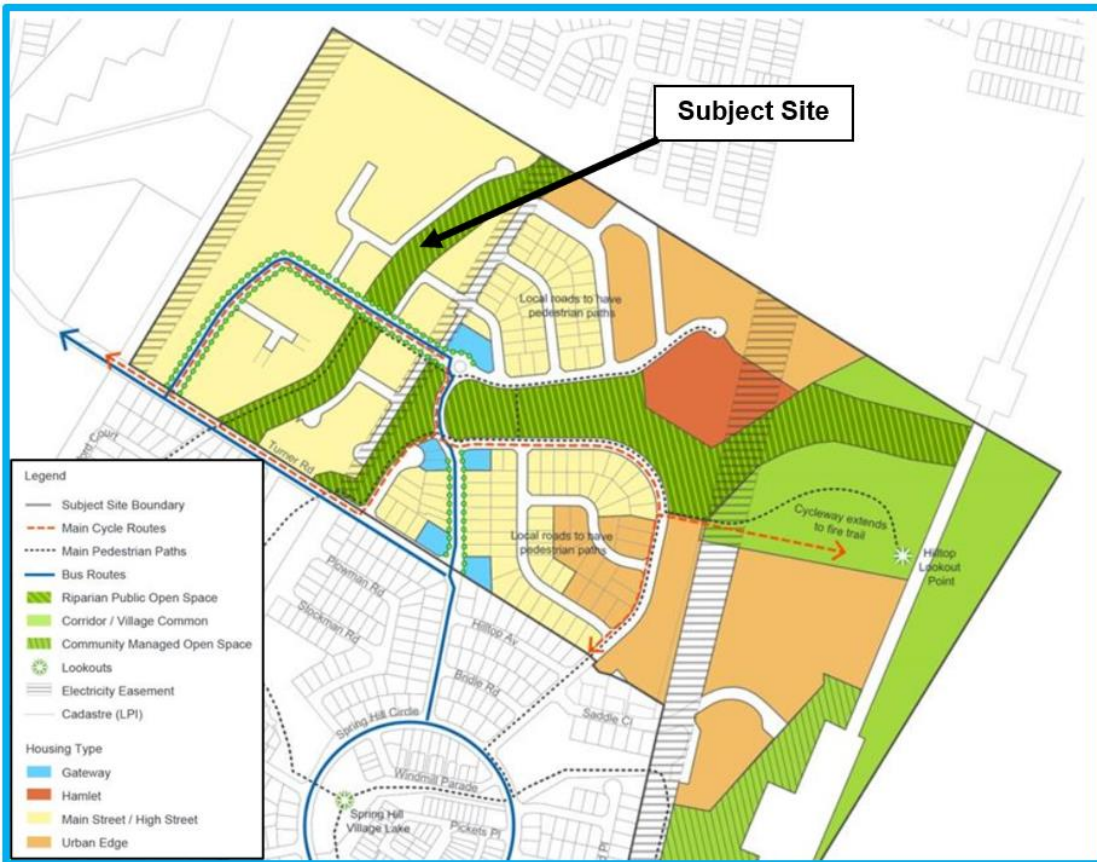 Subject Site
Local roads to have
pedestrian paths
Turner Rd
Cycleway extends
to fire trail
Hilltop
Lookout
Point
Local roads to have
pedestrian paths
Legend
Subject Site Boundary
Main Cycle Routes
Main Pedestrian Paths
Bus Routes
Riparian Public Open Space
Corridor / Village Common
Community Managed Open Space
Lookouts
Electricity Easement
Cadastre (LPI)
Housing Type
Gateway
Hamlet
Main Street / High Street
Urban Edge
Plowman Rd
Stockman Rd
Hilltop Av
Bridle Rd
Saddle Cl
Spring Hill Circle
Windmill Parade
Spring Hill
Village Lake
Pickets Pl